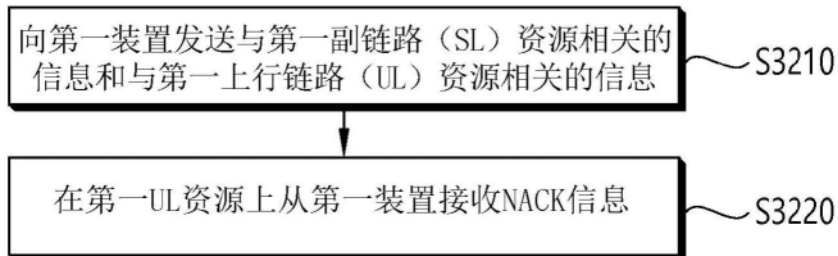 向第一装置发送与第一副链路（SL）资源相关的
信息和与第一上行链路（UL）资源相关的信息
S3210
在第一UL资源上从第一装置接收NACK信息
S3220